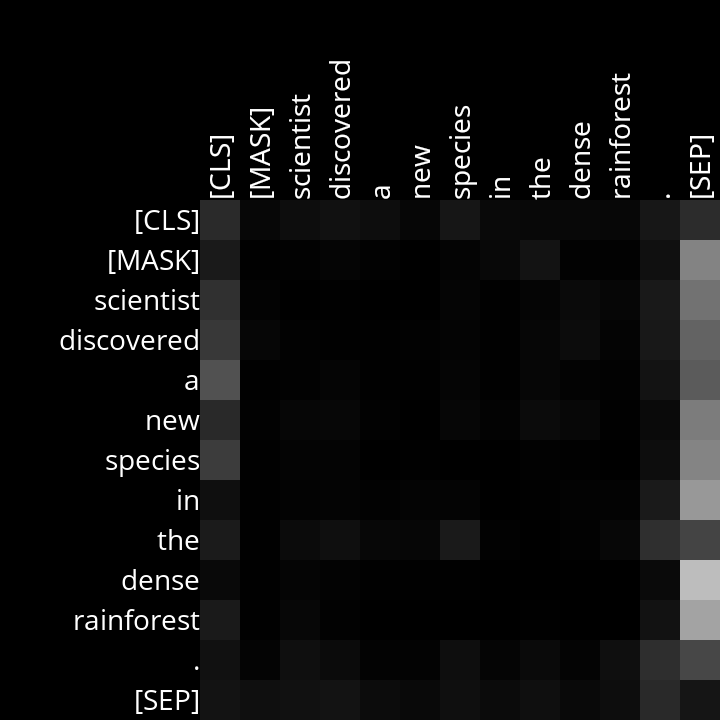 [CLS] [MASK] scientist discovered a new species in the dense rainforest . [SEP]
[CLS]
[MASK]
scientist
discovered
a
new
species
in
the
dense
rainforest
.
[SEP]